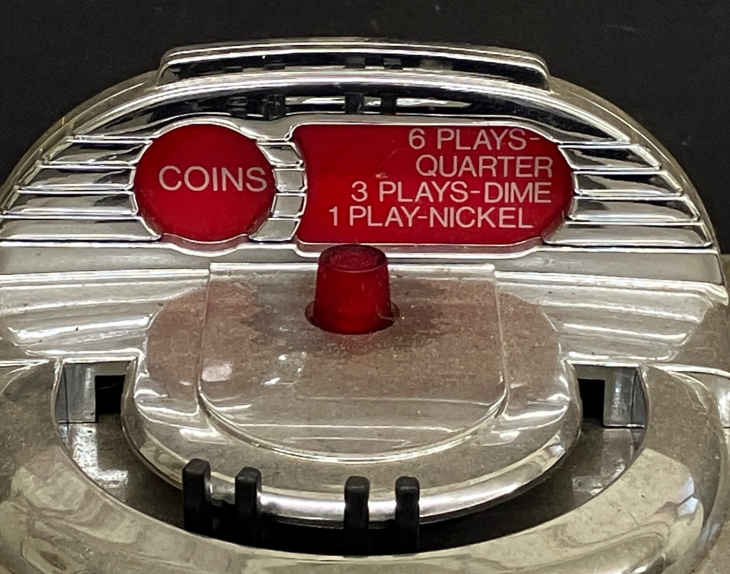 COINS
6 PLAYS-
QUARTER
3 PLAYS-DIME
1 PLAY-NICKEL